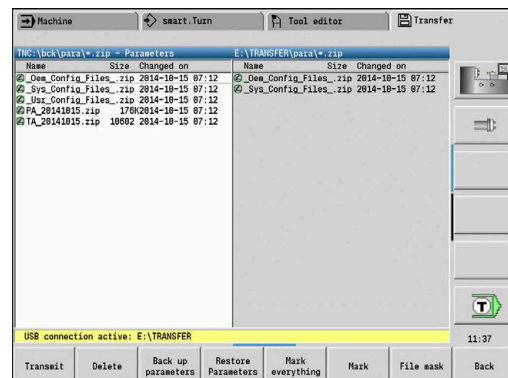 Machine
smart.Turn
Tool editor
Transfer
TNC:\bck\para\*.zip - Parameters
E:\TRANSFER\para\*.zip
Name Size Changed on
Name Size Changed on
_Oem_Config_Files_.zip 2014-10-15 07:12
_Oem_Config_Files_.zip 2014-10-15 07:12
_Sys_Config_Files_.zip 2014-10-15 07:12
_Sys_Config_Files_.zip 2014-10-15 07:12
_Usr_Config_Files_.zip 2014-10-15 07:12
PA_20141015.zip 176K2014-10-15 07:12
TA_20141015.zip 10602 2014-10-15 07:12
T
USB connection active: E:\TRANSFER
11:37
Transmit
Delete
Back up parameters
Restore Parameters
Mark everything
Mark
File mask
Back